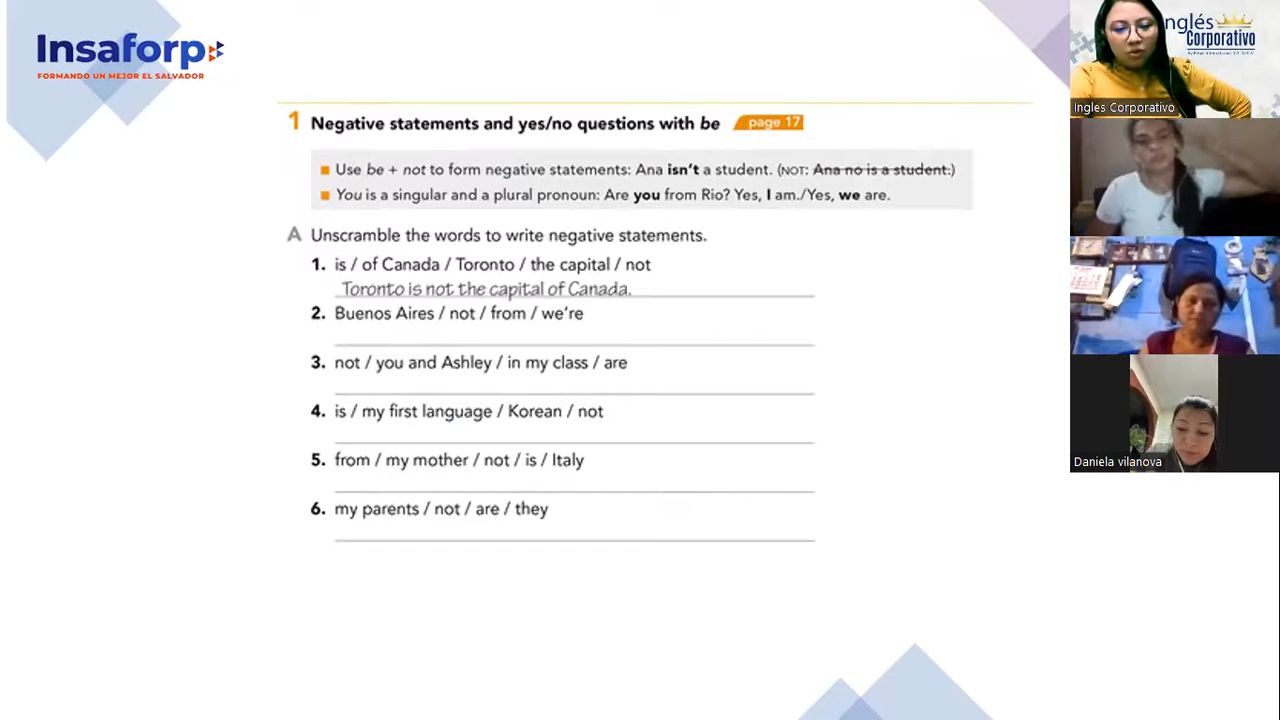 Insaforp
FORMANDO UN MEJOR EL SALVADOR
1 Negative statements and yes/no questions with be page 17
Use be + not to form negative statements: Ana isn't a student. (NOT: Ana no is a student.)
You is a singular and a plural pronoun: Are you from Rio? Yes, I am./Yes, we are.
A Unscramble the words to write negative statements.
1. is / of Canada / Toronto / the capital / not
Toronto is not the capital of Canada.
2. Buenos Aires / not / from / we're
3. not / you and Ashley / in my class / are
4. is / my first language / Korean / not
5. from / my mother / not / is / Italy
6. my parents / not / are / they
nglés
Corporativo
Ingles Corporativo
Daniela vilanova